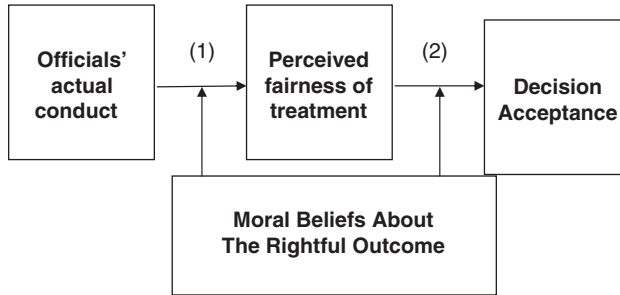 Officials'
actual
conduct
(1)
Perceived
fairness of
treatment
(2)
Decision
Acceptance
Moral Beliefs About
The Rightful Outcome